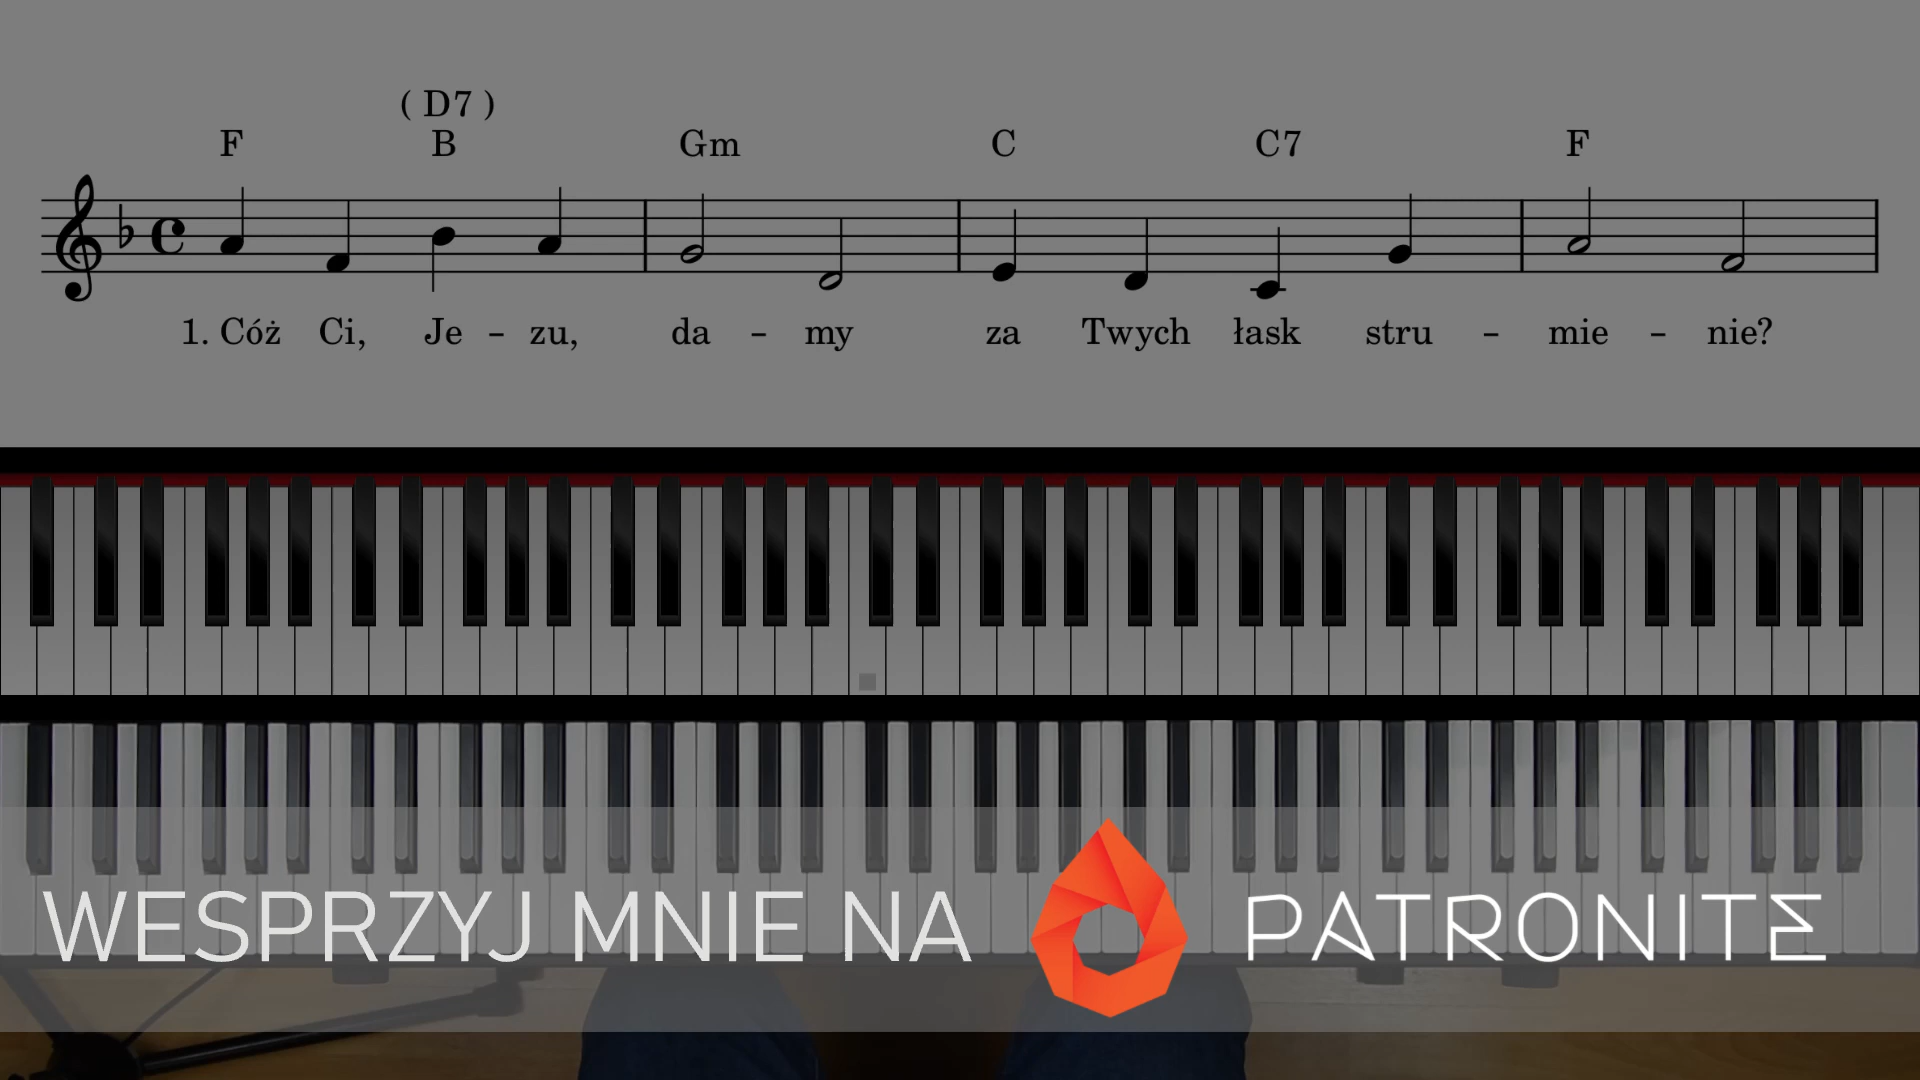 ( D7 )
F B Gm C C7 F
1. Cóż Ci, Je - zu, da - my za Twych łask stru - mie - nie?
WESPRZYJ MNIE NA PATRONITE